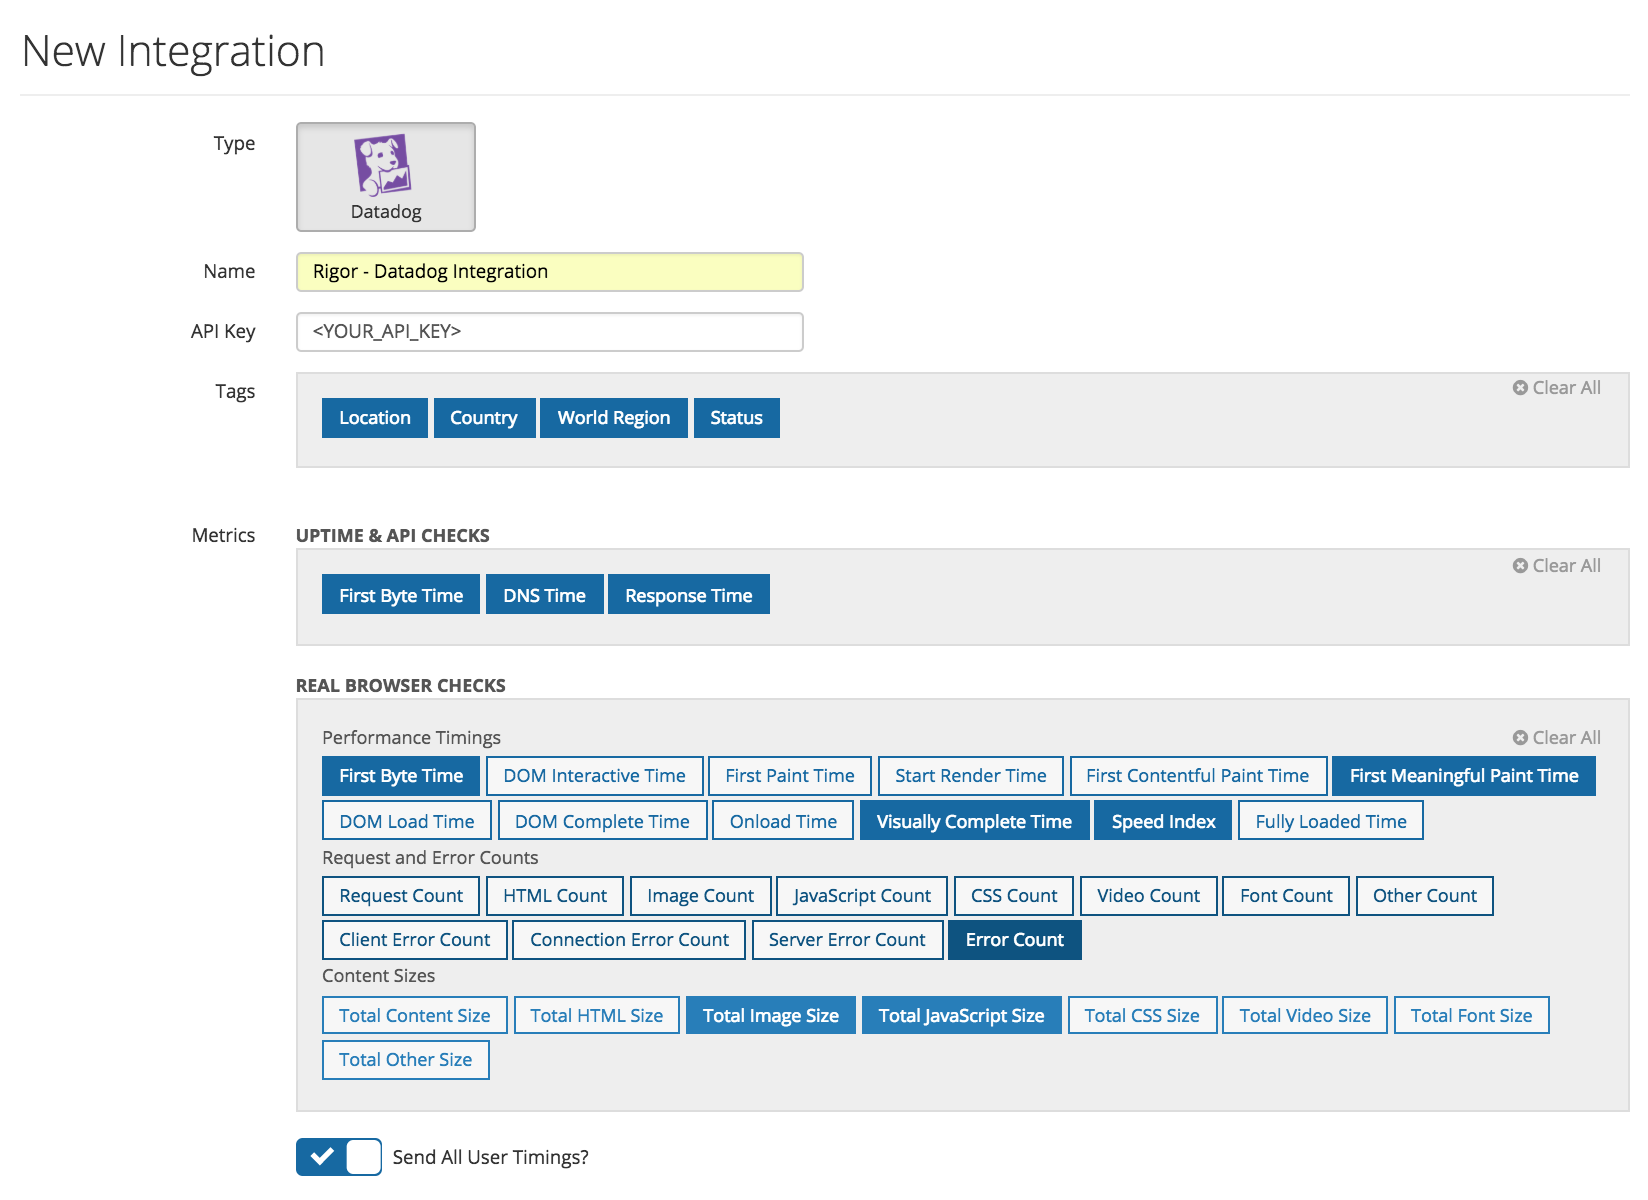 New Integration
Type
Datadog
Name Rigor - Datadog Integration
API Key <YOUR_API_KEY>
Tags Clear All
Location Country World Region Status
Metrics UPTIME & API CHECKS
Clear All
First Byte Time DNS Time Response Time
REAL BROWSER CHECKS
Performance Timings Clear All
First Byte Time DOM Interactive Time First Paint Time Start Render Time First Contentful Paint Time First Meaningful Paint Time
DOM Load Time DOM Complete Time Onload Time Visually Complete Time Speed Index Fully Loaded Time
Request and Error Counts
Request Count HTML Count Image Count JavaScript Count CSS Count Video Count Font Count Other Count
Client Error Count Connection Error Count Server Error Count Error Count
Content Sizes
Total Content Size Total HTML Size Total Image Size Total JavaScript Size Total CSS Size Total Video Size Total Font Size
Total Other Size
Send All User Timings?